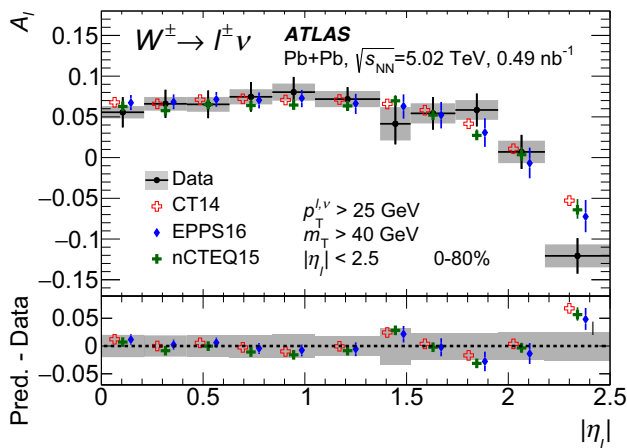 A_l
W± → l±ν
ATLAS
Pb+Pb, √s_NN=5.02 TeV, 0.49 nb⁻¹
0.15
0.1
0.05
0
−0.05
−0.1
−0.15
Data
CT14
EPPS16
nCTEQ15
p_T^{l,ν} > 25 GeV
m_T > 40 GeV
|η_l| < 2.5
0-80%
Pred. - Data
0.05
0.00
−0.05
0
0.5
1
1.5
2
2.5
|η_l|